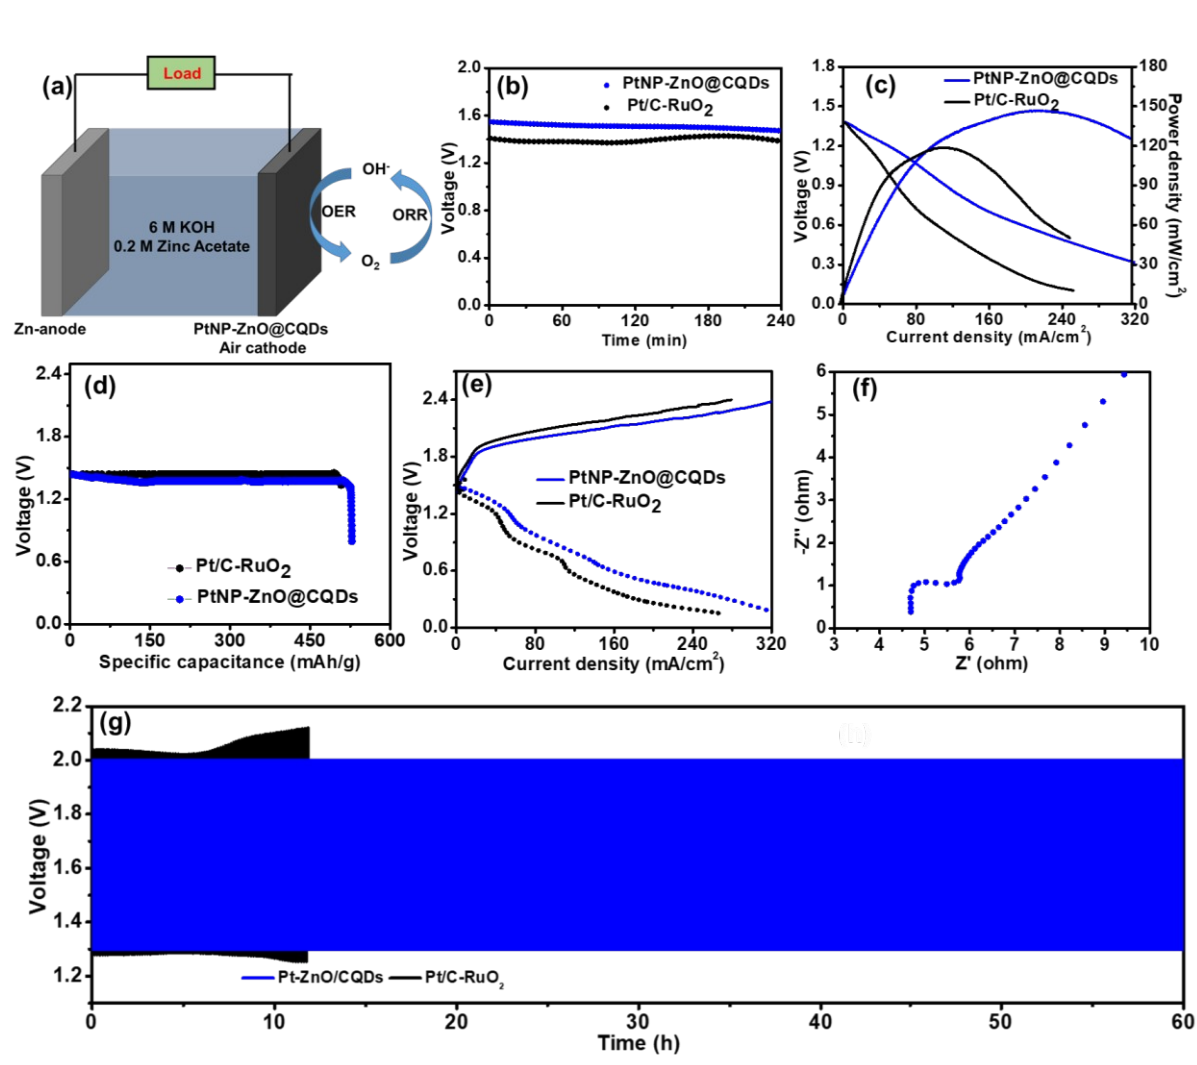 (a)
Load
OH-
OER
ORR
O2
6 M KOH
0.2 M Zinc Acetate
Zn-anode
PtNP-ZnO@CQDs
Air cathode
(b)
PtNP-ZnO@CQDs
Pt/C-RuO2
Voltage (V)
2.0
1.6
1.2
0.8
0.4
0.0
0 60 120 180 240
Time (min)
(c)
PtNP-ZnO@CQDs
Pt/C-RuO2
Voltage (V)
1.8
1.5
1.2
0.9
0.6
0.3
0.0
Power density (mW/cm2)
180
150
120
90
60
30
0
0 80 160 240 320
Current density (mA/cm2)
(d)
Voltage (V)
2.4
1.8
1.2
0.6
0.0
Pt/C-RuO2
PtNP-ZnO@CQDs
0 150 300 450 600
Specific capacitance (mAh/g)
(e)
Voltage (V)
2.4
1.8
1.2
0.6
0.0
PtNP-ZnO@CQDs
Pt/C-RuO2
0 80 160 240 320
Current density (mA/cm2)
(f)
-Z'' (ohm)
6
5
4
3
2
1
0
3 4 5 6 7 8 9 10
Z' (ohm)
(g)
(h)
Voltage (V)
2.2
2.0
1.8
1.6
1.4
1.2
Pt-ZnO/CQDs Pt/C-RuO2
0 10 20 30 40 50 60
Time (h)